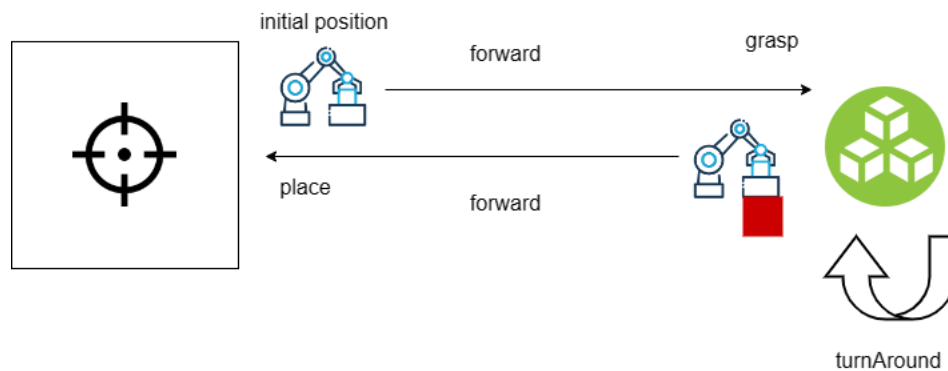 initial position
forward
grasp
place
forward
turnAround